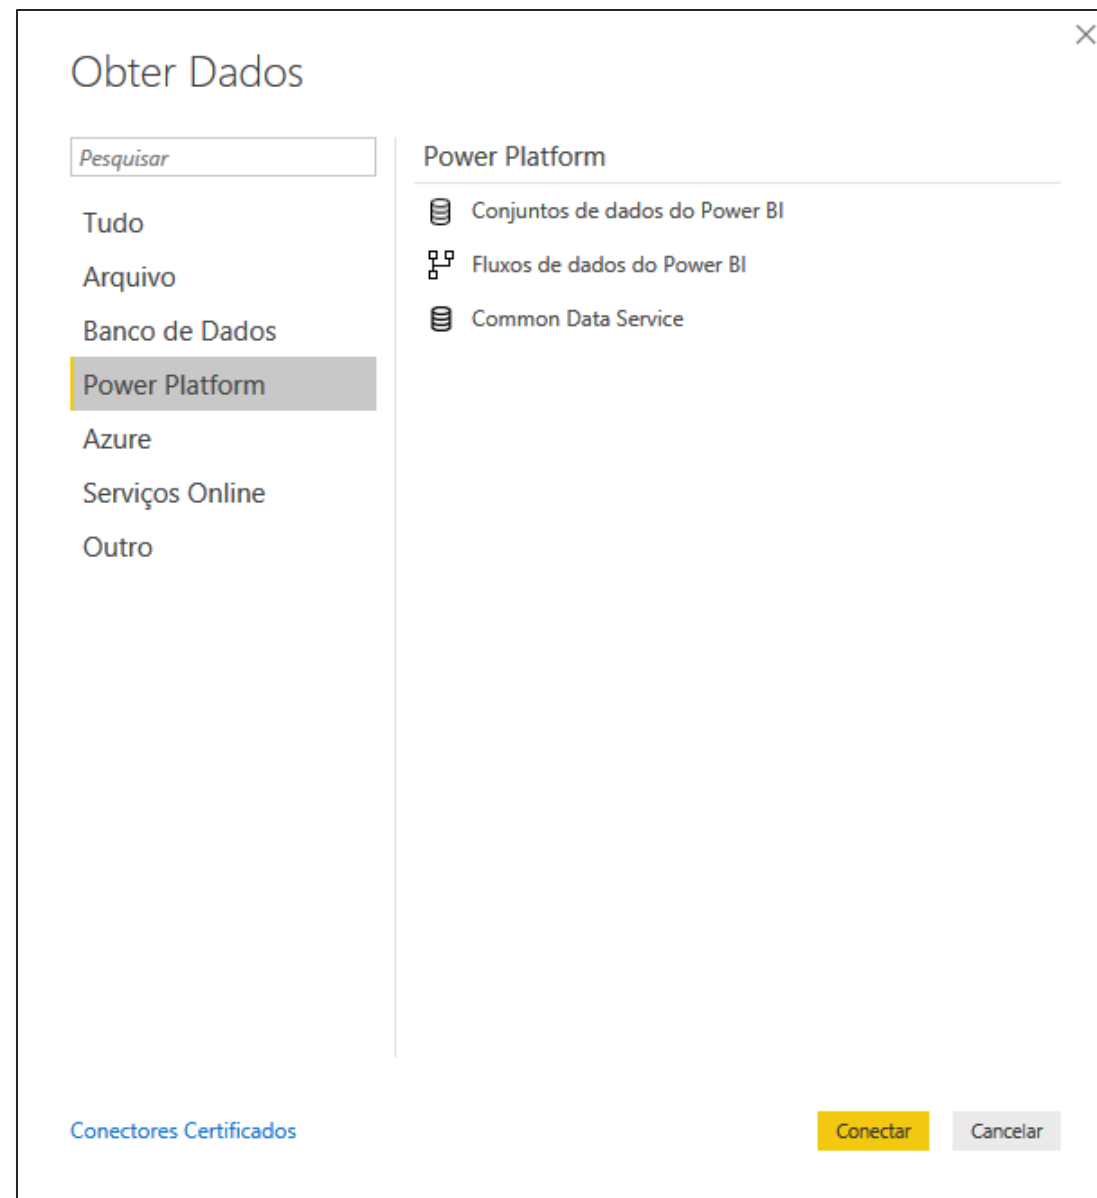 Obter Dados
Pesquisar
Tudo
Arquivo
Banco de Dados
Power Platform
Azure
Serviços Online
Outro
Power Platform
Conjuntos de dados do Power BI
Fluxos de dados do Power BI
Common Data Service
Conectores Certificados
Conectar
Cancelar